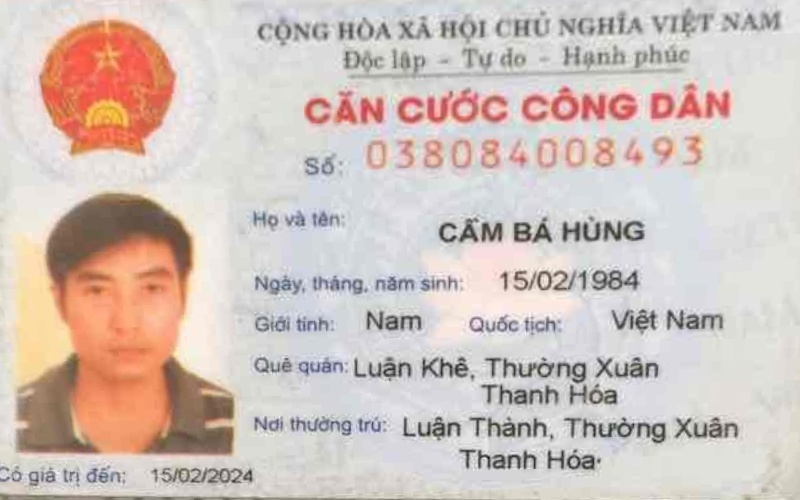 CỘNG HÒA XÃ HỘI CHỦ NGHĨA VIỆT NAM
Độc lập - Tự do - Hạnh phúc
CĂN CƯỚC CÔNG DÂN
Số: 038084008493
Họ và tên: CẦM BÁ HÙNG
Ngày, tháng, năm sinh: 15/02/1984
Giới tính: Nam Quốc tịch: Việt Nam
Quê quán: Luận Khê, Thường Xuân
Thanh Hóa
Nơi thường trú: Luận Thành, Thường Xuân
Thanh Hóa
Có giá trị đến: 15/02/2024